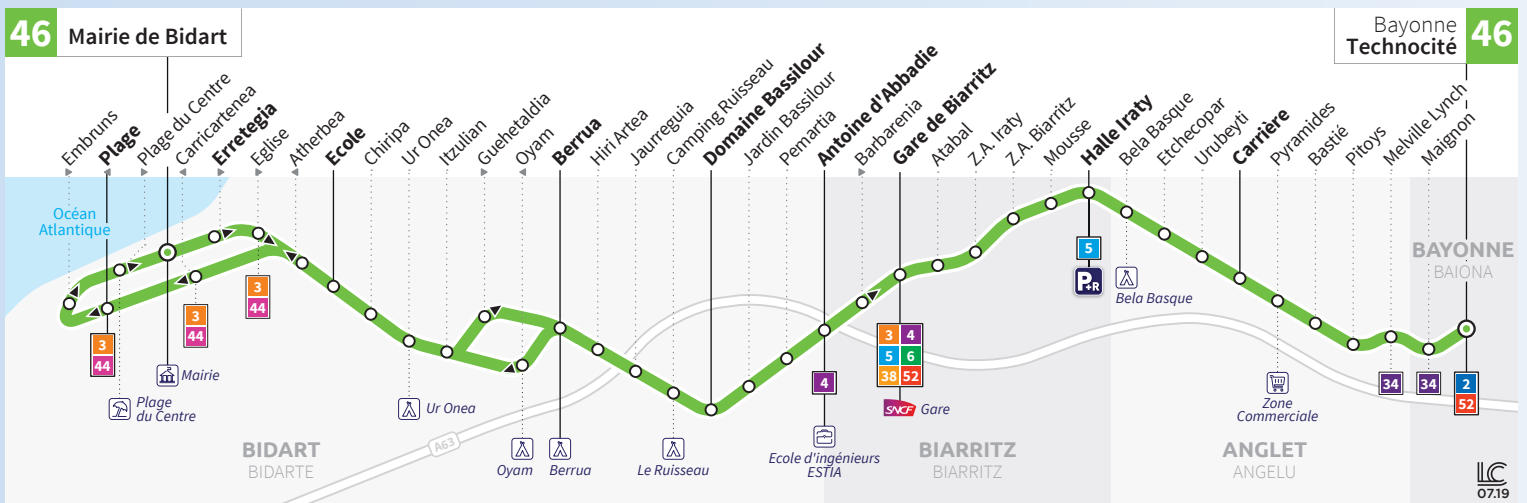 46 Mairie de Bidart
Bayonne
Technocité 46
Embruns
Plage
Plage du Centre
Carricartenea
Erretegia
Eglise
Atherbea
Ecole
Chiripa
Ur Onea
Itzulian
Guehetaldia
Oyam
Berrua
Hiri Artea
Jaurreguia
Camping Ruisseau
Domaine Bassilour
Jardin Bassilour
Pemartia
Antoine d'Abbadie
Barbarenia
Gare de Biarritz
Atabal
Z.A. Iraty
Z.A. Biarritz
Mousse
Halle Iraty
Bela Basque
Etchecopar
Urubeyti
Carrière
Pyramides
Bastié
Pitoys
Melville Lynch
Maignon
Océan
Atlantique
3
44
3
44
3
44
Mairie
Plage
du Centre
Ur Onea
Oyam
Berrua
Le Ruisseau
A63
4
Ecole d'ingénieurs
ESTIA
3 4
5 6
38 52
SNCF Gare
5
P+R
Bela Basque
Zone
Commerciale
34
34
2
52
BIDART
BIDARTE
BIARRITZ
BIARRITZ
ANGLET
ANGELU
BAYONNE
BAIONA
LC
07.19